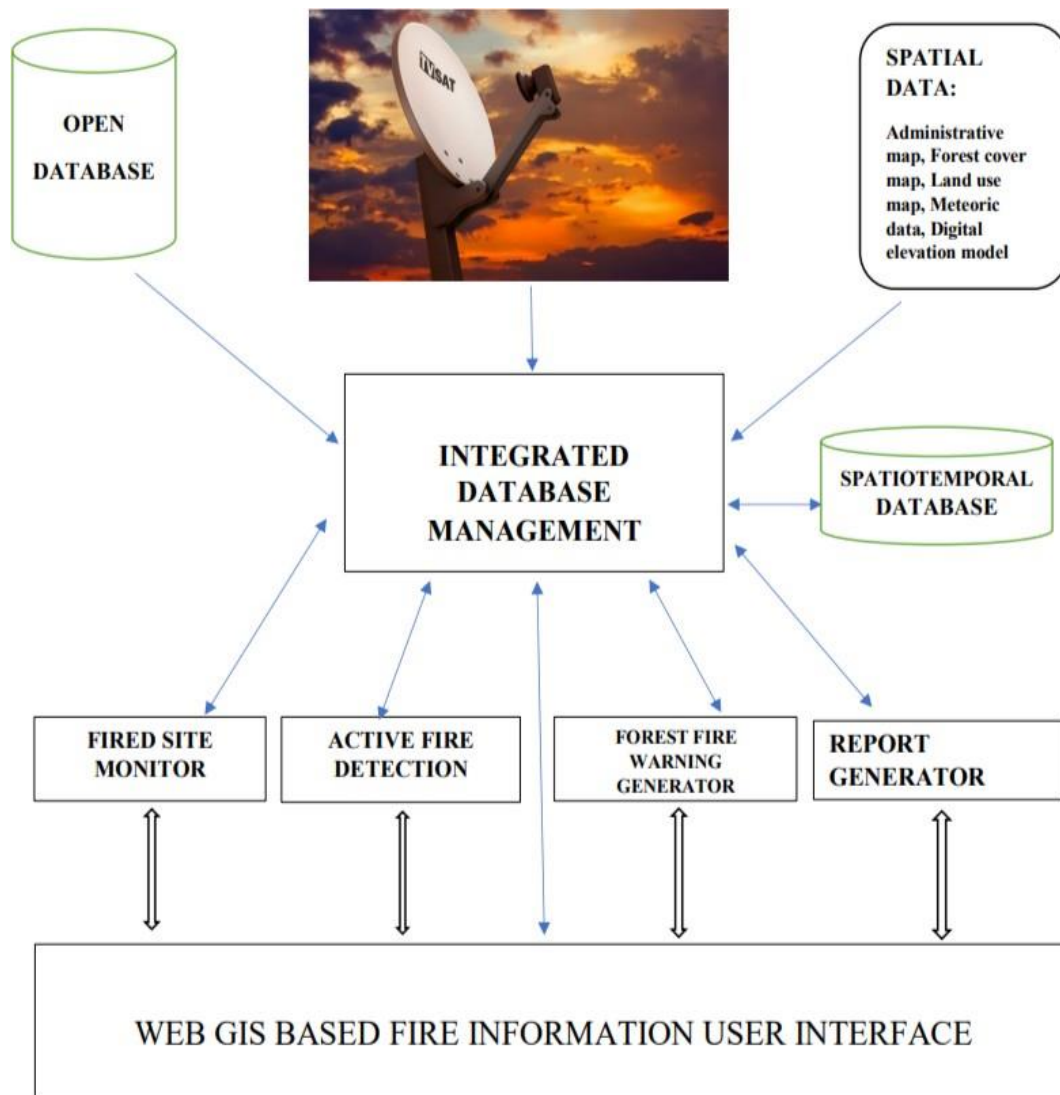 OPEN
DATABASE
TVSAT
SPATIAL
DATA:
Administrative
map, Forest cover
map, Land use
map, Meteoric
data, Digital
elevation model
INTEGRATED
DATABASE
MANAGEMENT
SPATIOTEMPORAL
DATABASE
FIRED SITE
MONITOR
ACTIVE FIRE
DETECTION
FOREST FIRE
WARNING
GENERATOR
REPORT
GENERATOR
WEB GIS BASED FIRE INFORMATION USER INTERFACE